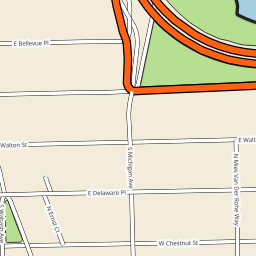 E Bellevue Pl
Walton St
E Walt
S Michigan Ave
N Mies Van Der Rohe Way
E Delaware Pl
N Ernst Ct
W Chestnut St